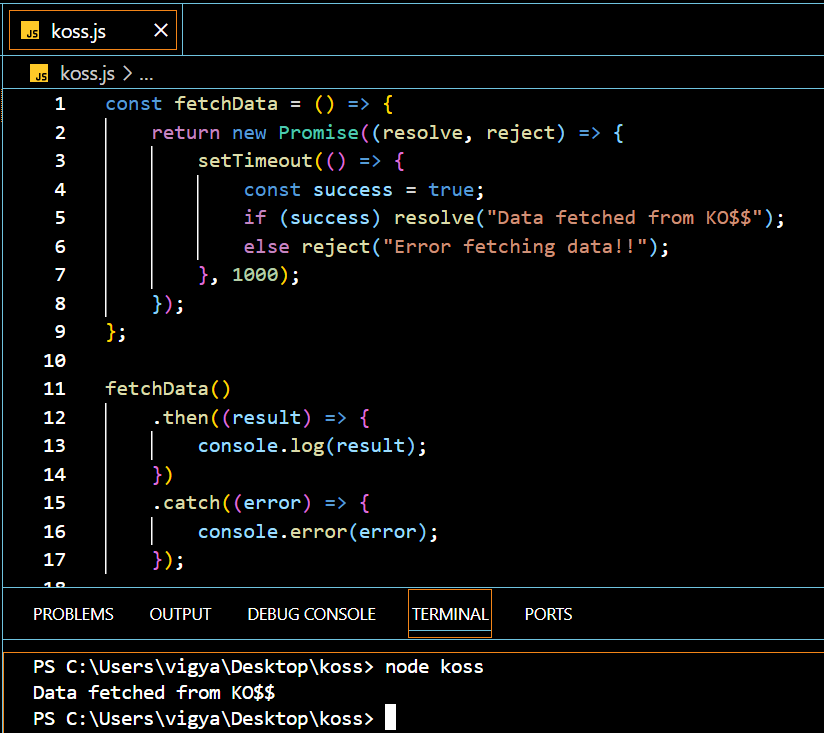 JS koss.js ×
JS koss.js > ...
1 const fetchData = () => {
2     return new Promise((resolve, reject) => {
3         setTimeout(() => {
4             const success = true;
5             if (success) resolve("Data fetched from KO$$");
6             else reject("Error fetching data!!");
7         }, 1000);
8     });
9 };
10
11 fetchData()
12     .then((result) => {
13         console.log(result);
14     })
15     .catch((error) => {
16         console.error(error);
17     });
18
PROBLEMS OUTPUT DEBUG CONSOLE TERMINAL PORTS
PS C:\Users\vigya\Desktop\koss> node koss
Data fetched from KO$$
PS C:\Users\vigya\Desktop\koss>